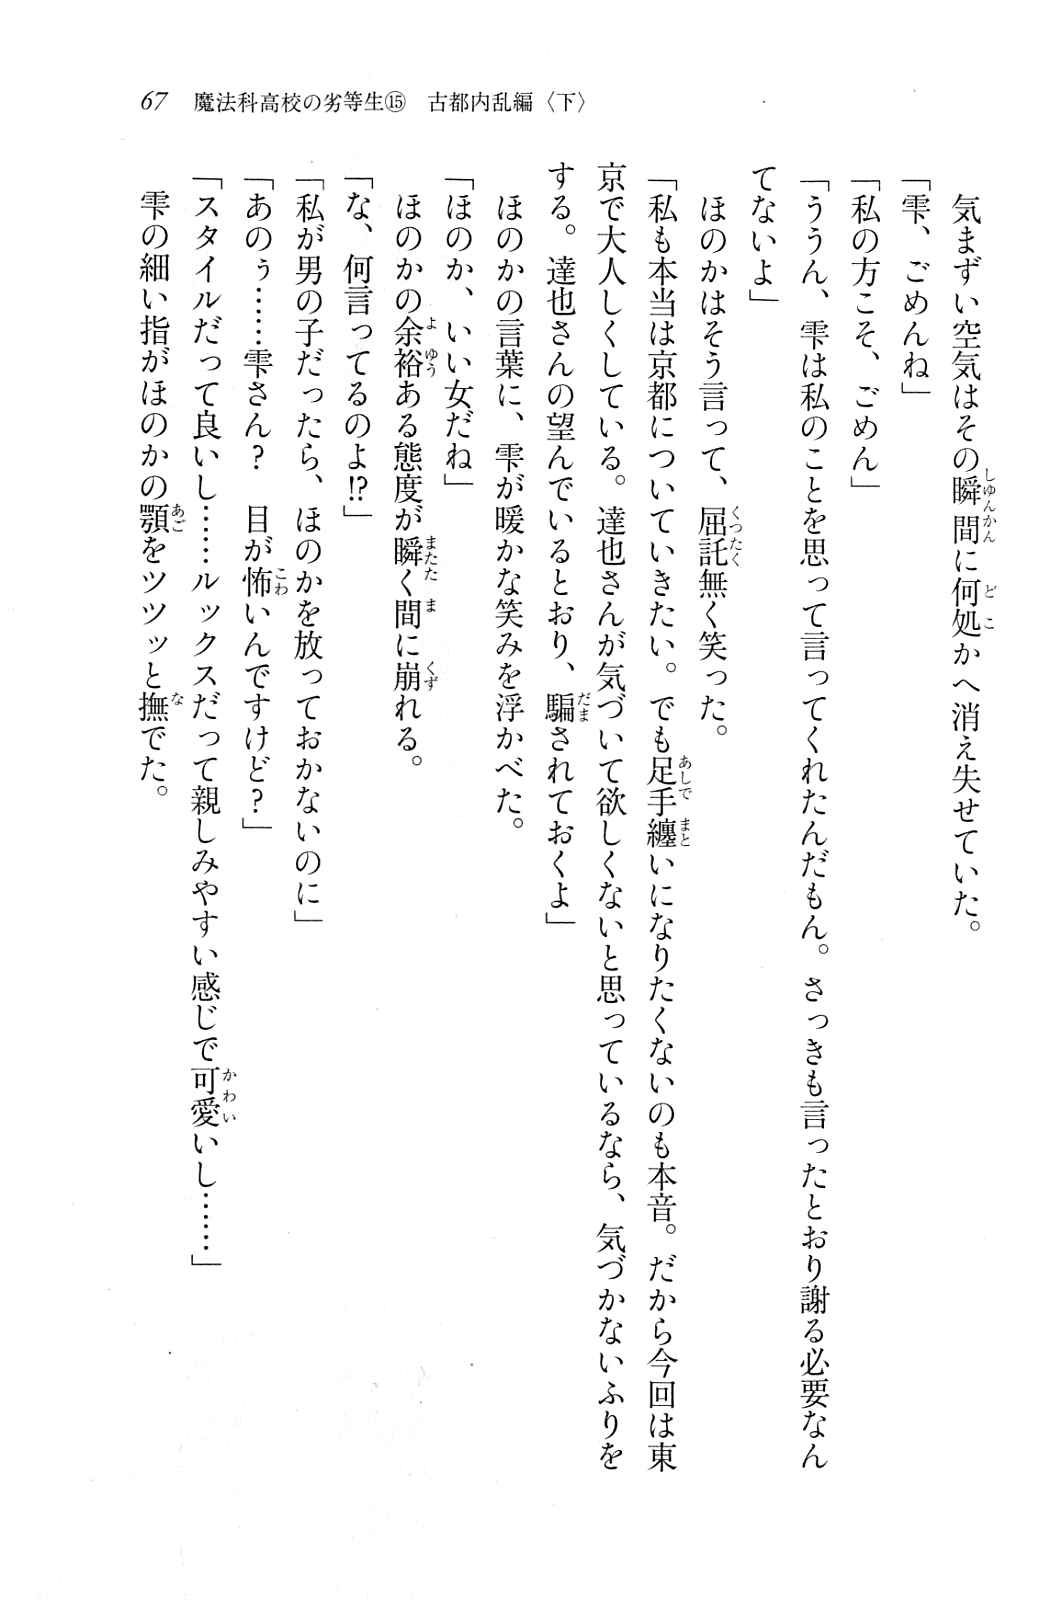 67　魔法科高校の劣等生⑮　古都内乱編〈下〉
　気まずい空気はその瞬間に何処かへ消え失せていた。
「雫、ごめんね」
「私の方こそ、ごめん」
「ううん、雫は私のことを思って言ってくれたんだもん。さっきも言ったとおり謝る必要なん
てないよ」
　ほのかはそう言って、屈託無く笑った。
「私も本当は京都についていきたい。でも足手纏いになりたくないのも本音。だから今回は東
京で大人しくしている。達也さんが気づいて欲しくないと思っているなら、気づかないふりを
する。達也さんの望んでいるとおり、騙されておくよ」
　ほのかの言葉に、雫が暖かな笑みを浮かべた。
「ほのか、いい女だね」
　ほのかの余裕ある態度が瞬く間に崩れる。
「な、何言ってるのよ!?」
「私が男の子だったら、ほのかを放っておかないのに」
「あのぅ……雫さん？　目が怖いんですけど？」
「スタイルだって良いし……ルックスだって親しみやすい感じで可愛いし……」
　雫の細い指がほのかの顎をツツッと撫でた。